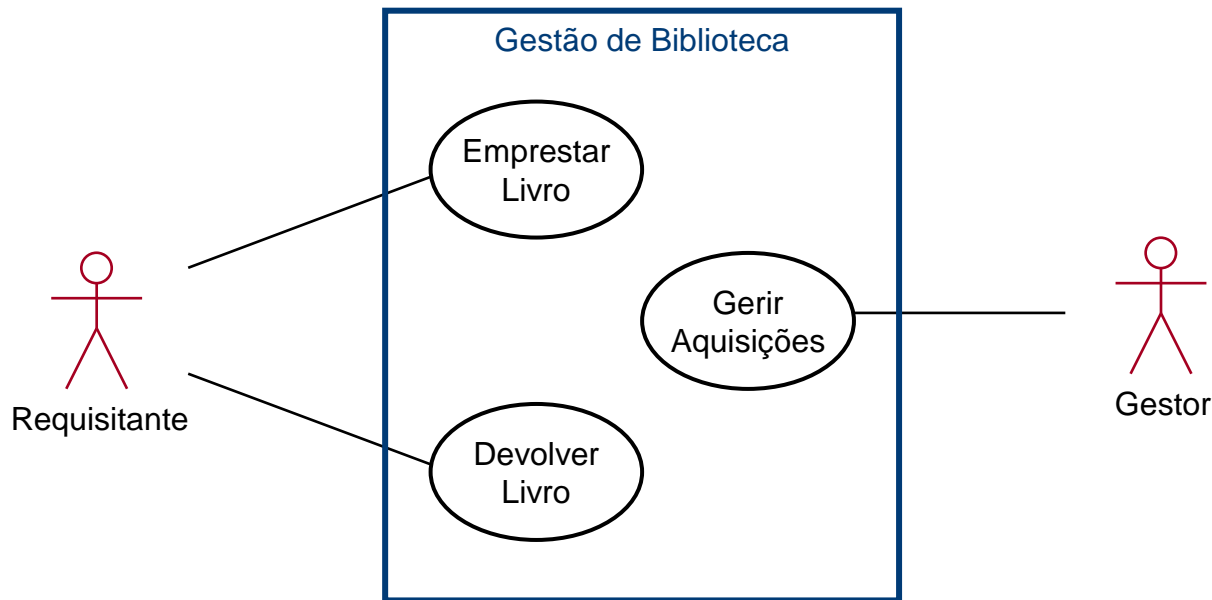 Gestão de Biblioteca
Emprestar
Livro
Gerir
Aquisições
Requisitante
Gestor
Devolver
Livro